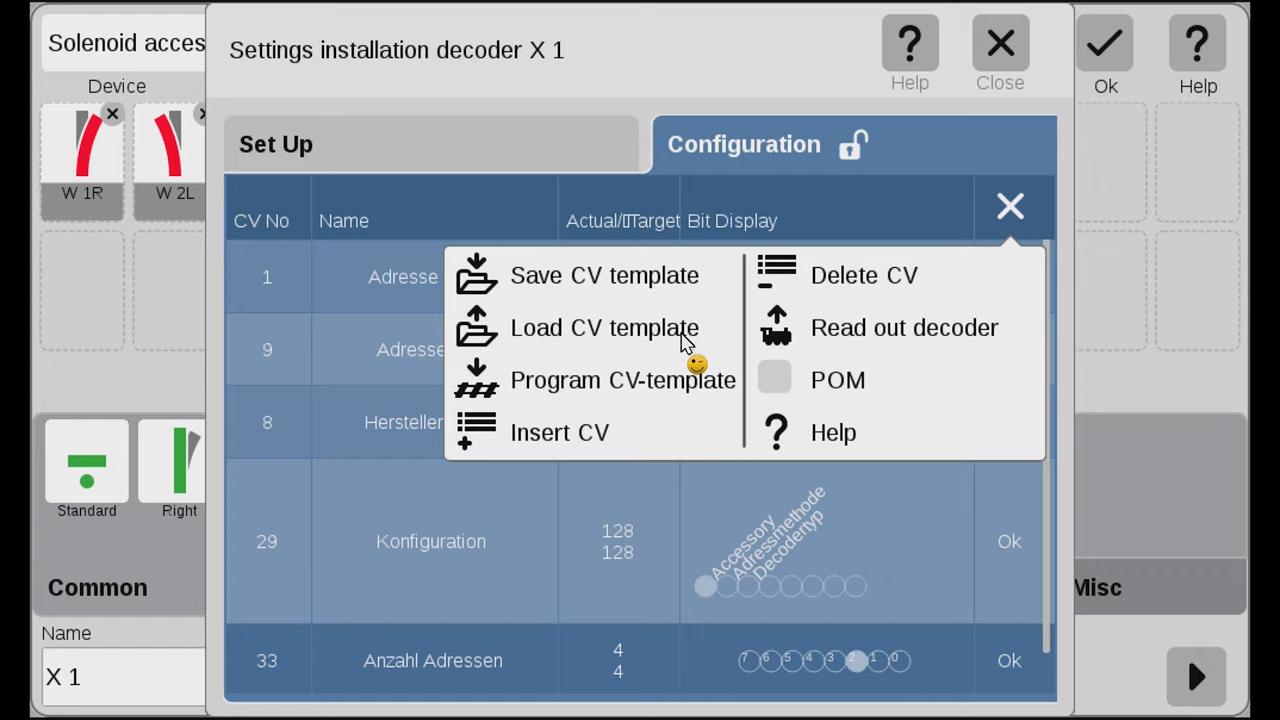 Solenoid acces
Settings installation decoder X 1
Help
Close
Ok
Help
Device
W 1R
W 2L
Set Up
Configuration
CV No
Name
Actual/Target
Bit Display
1
Adresse
9
Adresse
8
Hersteller
Save CV template
Load CV template
Program CV-template
Insert CV
Delete CV
Read out decoder
POM
Help
Standard
Right
29
Konfiguration
128
128
Accessory
Adressmethode
Decodertyp
Ok
Common
Misc
Name
X 1
33
Anzahl Adressen
4
4
7 6 5 4 3 2 1 0
Ok